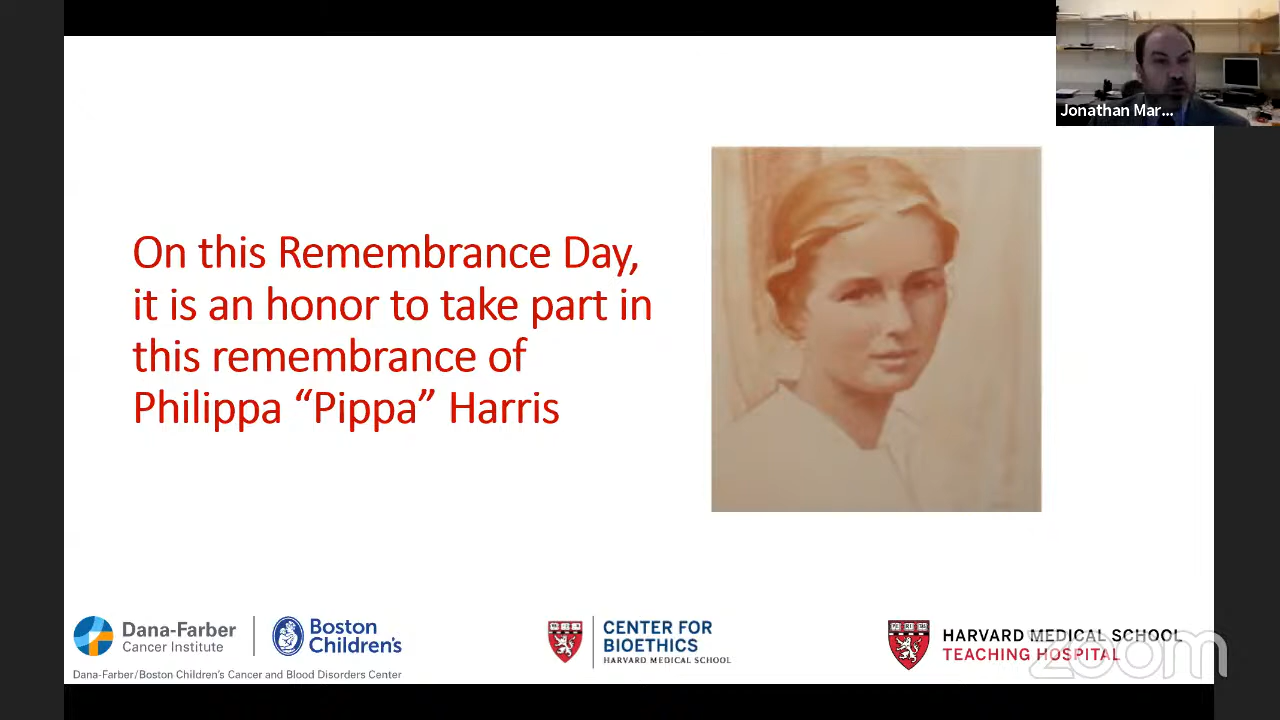 Jonathan Mar...
On this Remembrance Day,
it is an honor to take part in
this remembrance of
Philippa “Pippa” Harris
Dana-Farber
Cancer Institute
Boston
Children's
Dana-Farber/Boston Children's Cancer and Blood Disorders Center
CENTER FOR
BIOETHICS
HARVARD MEDICAL SCHOOL
HARVARD MEDICAL SCHOOL
TEACHING HOSPITAL
zoom